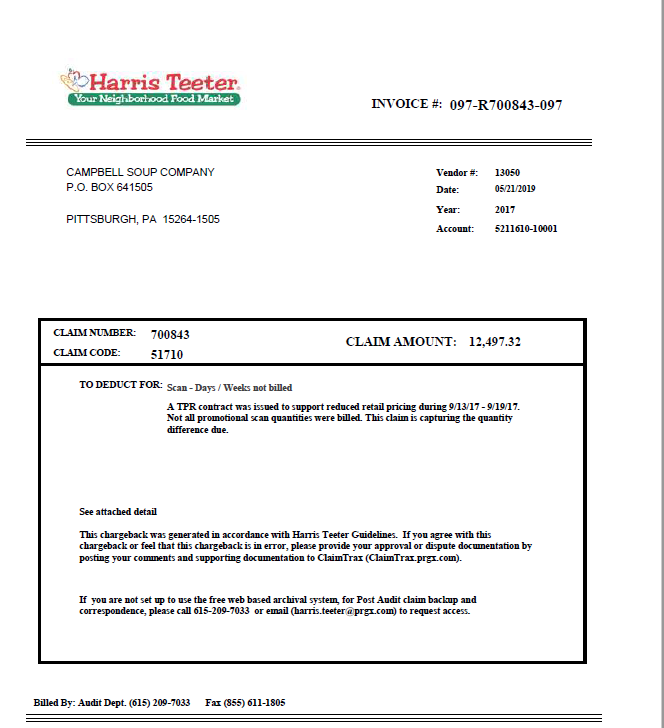 Harris Teeter
Your Neighborhood Food Market
INVOICE #: 097-R700843-097
CAMPBELL SOUP COMPANY
P.O. BOX 641505
PITTSBURGH, PA 15264-1505
Vendor #: 13050
Date: 05/21/2019
Year: 2017
Account: 5211610-10001
CLAIM NUMBER: 700843
CLAIM CODE: 51710
CLAIM AMOUNT: 12,497.32
TO DEDUCT FOR: Scan - Days / Weeks not billed
A TPR contract was issued to support reduced retail pricing during 9/13/17 - 9/19/17.
Not all promotional scan quantities were billed. This claim is capturing the quantity
difference due.
See attached detail
This chargeback was generated in accordance with Harris Teeter Guidelines. If you agree with this
chargeback or feel that this chargeback is in error, please provide your approval or dispute documentation by
posting your comments and supporting documentation to ClaimTrax (ClaimTrax.prgx.com).
If you are not set up to use the free web based archival system, for Post Audit claim backup and
correspondence, please call 615-209-7033 or email (harris.teeter@prgx.com) to request access.
Billed By: Audit Dept. (615) 209-7033 Fax (855) 611-1805